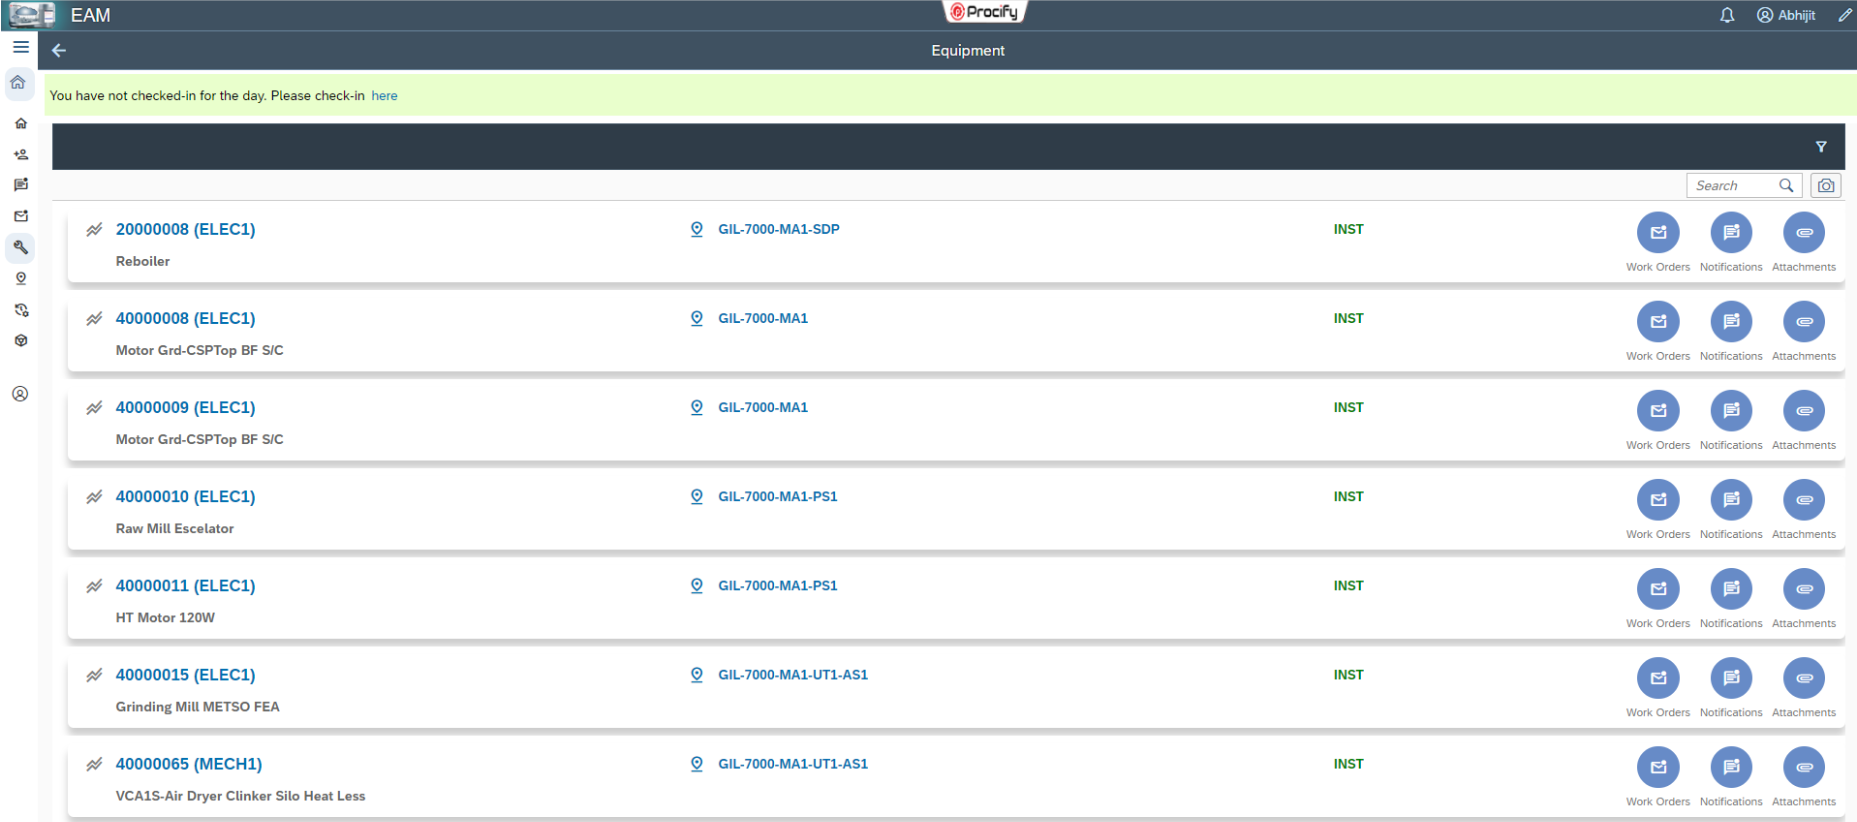 EAM
Procify
Abhijit
Equipment
You have not checked-in for the day. Please check-in here
Search
20000008 (ELEC1) GIL-7000-MA1-SDP INST
Reboiler
Work Orders Notifications Attachments
40000008 (ELEC1) GIL-7000-MA1 INST
Motor Grd-CSPTop BF S/C
Work Orders Notifications Attachments
40000009 (ELEC1) GIL-7000-MA1 INST
Motor Grd-CSPTop BF S/C
Work Orders Notifications Attachments
40000010 (ELEC1) GIL-7000-MA1-PS1 INST
Raw Mill Escelator
Work Orders Notifications Attachments
40000011 (ELEC1) GIL-7000-MA1-PS1 INST
HT Motor 120W
Work Orders Notifications Attachments
40000015 (ELEC1) GIL-7000-MA1-UT1-AS1 INST
Grinding Mill METSO FEA
Work Orders Notifications Attachments
40000065 (MECH1) GIL-7000-MA1-UT1-AS1 INST
VCA1S-Air Dryer Clinker Silo Heat Less
Work Orders Notifications Attachments